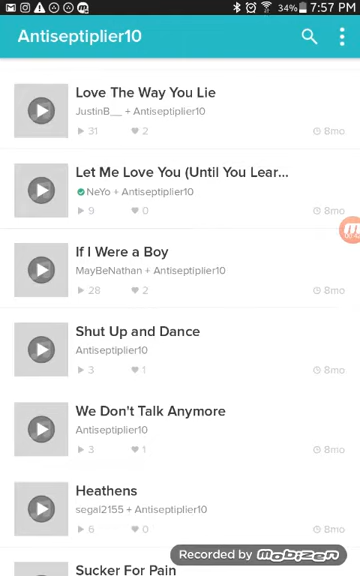 34% 7:57 PM
Antiseptiplier10
Love The Way You Lie
JustinB__ + Antiseptiplier10
31 2 8mo
Let Me Love You (Until You Lear...
NeYo + Antiseptiplier10
9 0 8mo
If I Were a Boy
MayBeNathan + Antiseptiplier10
28 2 8mo
Shut Up and Dance
Antiseptiplier10
3 1 8mo
We Don't Talk Anymore
Antiseptiplier10
3 1 8mo
Heathens
segal2155 + Antiseptiplier10
6 0 8mo
Recorded by mobizen
Sucker For Pain